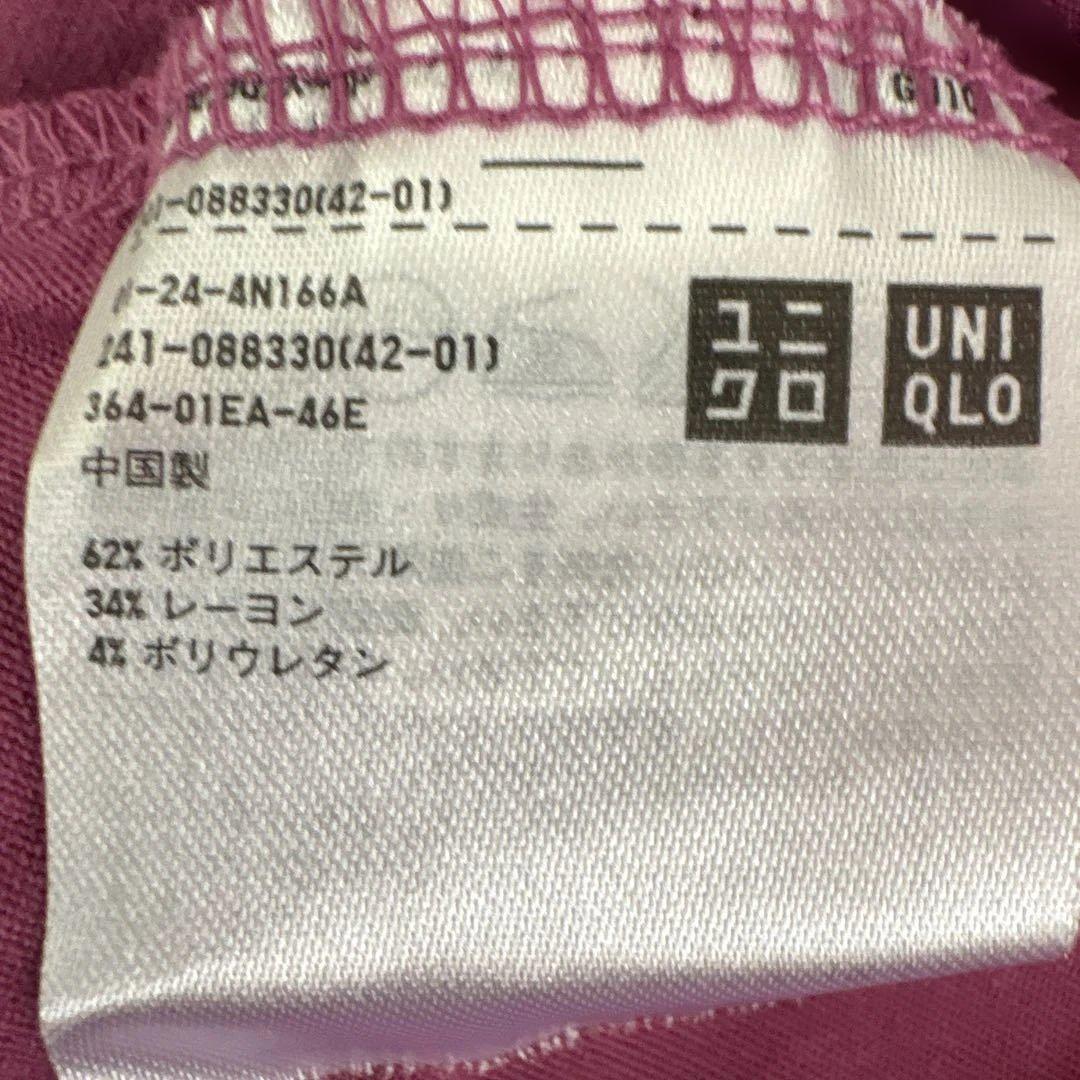 -088330(42-01)
-24-4N166A
241-088330(42-01)
364-01EA-46E
中国製
62% ポリエステル
34% レーヨン
4% ポリウレタン
ユニ
クロ
UNI
QLO